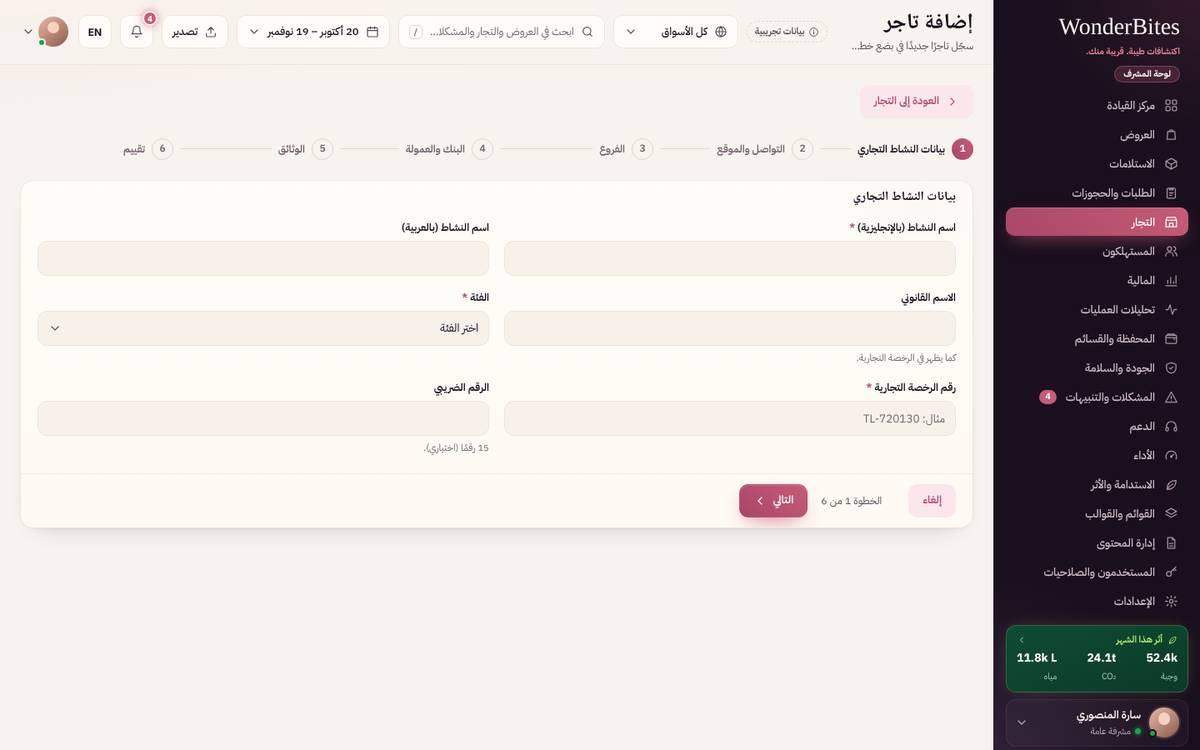 WonderBites
اكتشافات طيبة. قريبة منك.
لوحة المشرف
مركز القيادة
العروض
الاستلامات
الطلبات والحجوزات
التجار
المستهلكون
المالية
تحليلات العمليات
المحفظة والقسائم
الجودة والسلامة
المشكلات والتنبيهات 4
الدعم
الأداء
الاستدامة والأثر
القوائم والقوالب
إدارة المحتوى
المستخدمون والصلاحيات
الإعدادات
أثر هذا الشهر
52.4k 24.1t 11.8k L
وجبة CO₂ مياه
سارة المنصوري
مشرفة عامة
إضافة تاجر
سجّل تاجرًا جديدًا في بضع خط...
بيانات تجريبية
كل الأسواق
ابحث في العروض والتجار والمشكلا... /
20 أكتوبر – 19 نوفمبر
تصدير
4
EN
العودة إلى التجار
1 بيانات النشاط التجاري
2 التواصل والموقع
3 الفروع
4 البنك والعمولة
5 الوثائق
6 تقييم
بيانات النشاط التجاري
اسم النشاط (بالإنجليزية) *
اسم النشاط (بالعربية)
الاسم القانوني
كما يظهر في الرخصة التجارية.
الفئة *
اختر الفئة
رقم الرخصة التجارية *
مثال: TL-720130
الرقم الضريبي
15 رقمًا (اختياري).
إلغاء
الخطوة 1 من 6
التالي